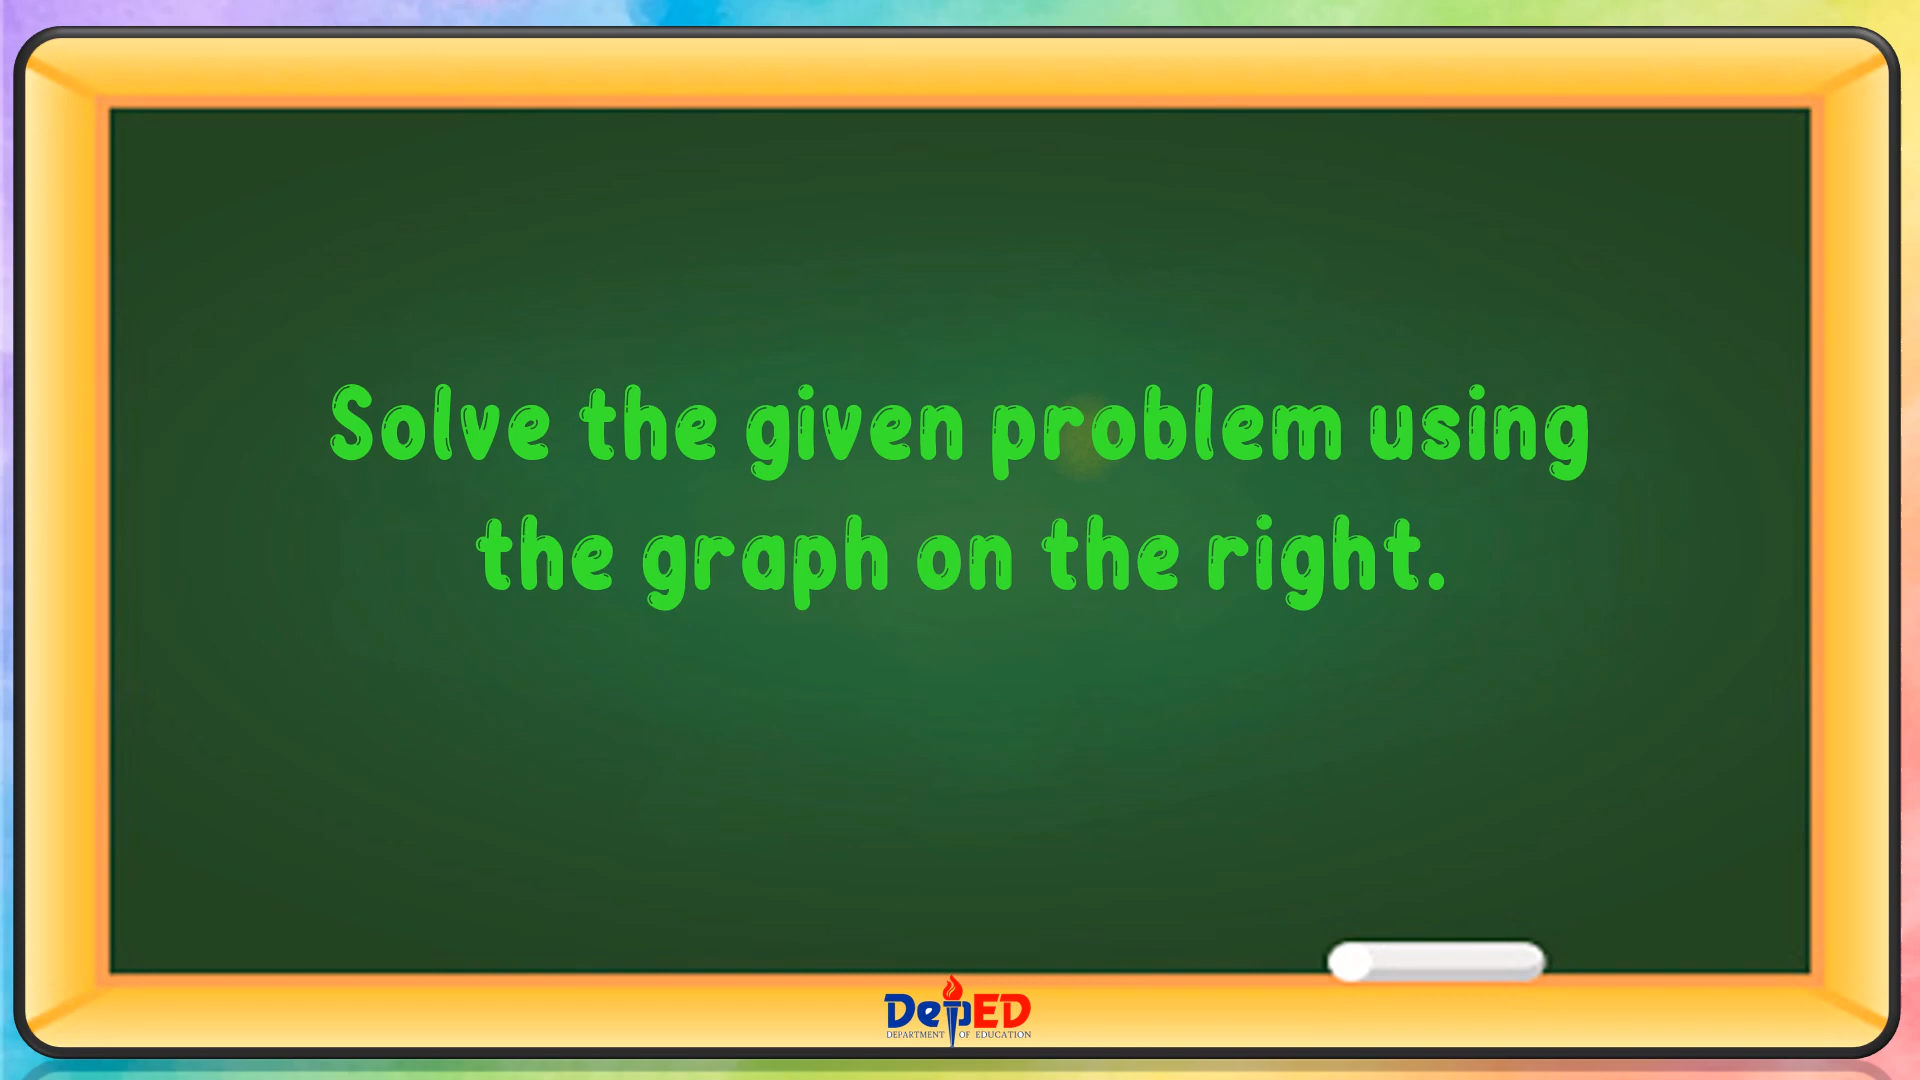 Solve the given problem using
the graph on the right.
DepED
DEPARTMENT OF EDUCATION